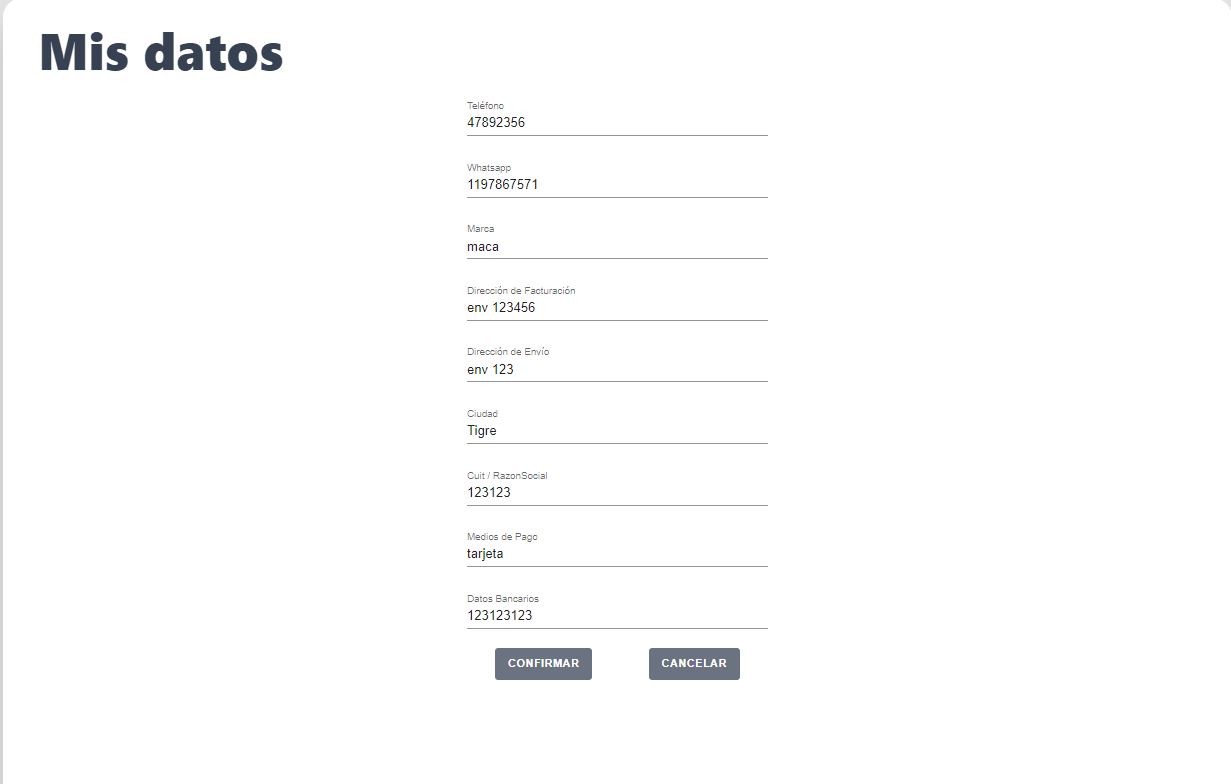 Mis datos
Teléfono
47892356
Whatsapp
1197867571
Marca
maca
Dirección de Facturación
env 123456
Dirección de Envío
env 123
Ciudad
Tigre
Cuit / RazonSocial
123123
Medios de Pago
tarjeta
Datos Bancarios
123123123
CONFIRMAR CANCELAR